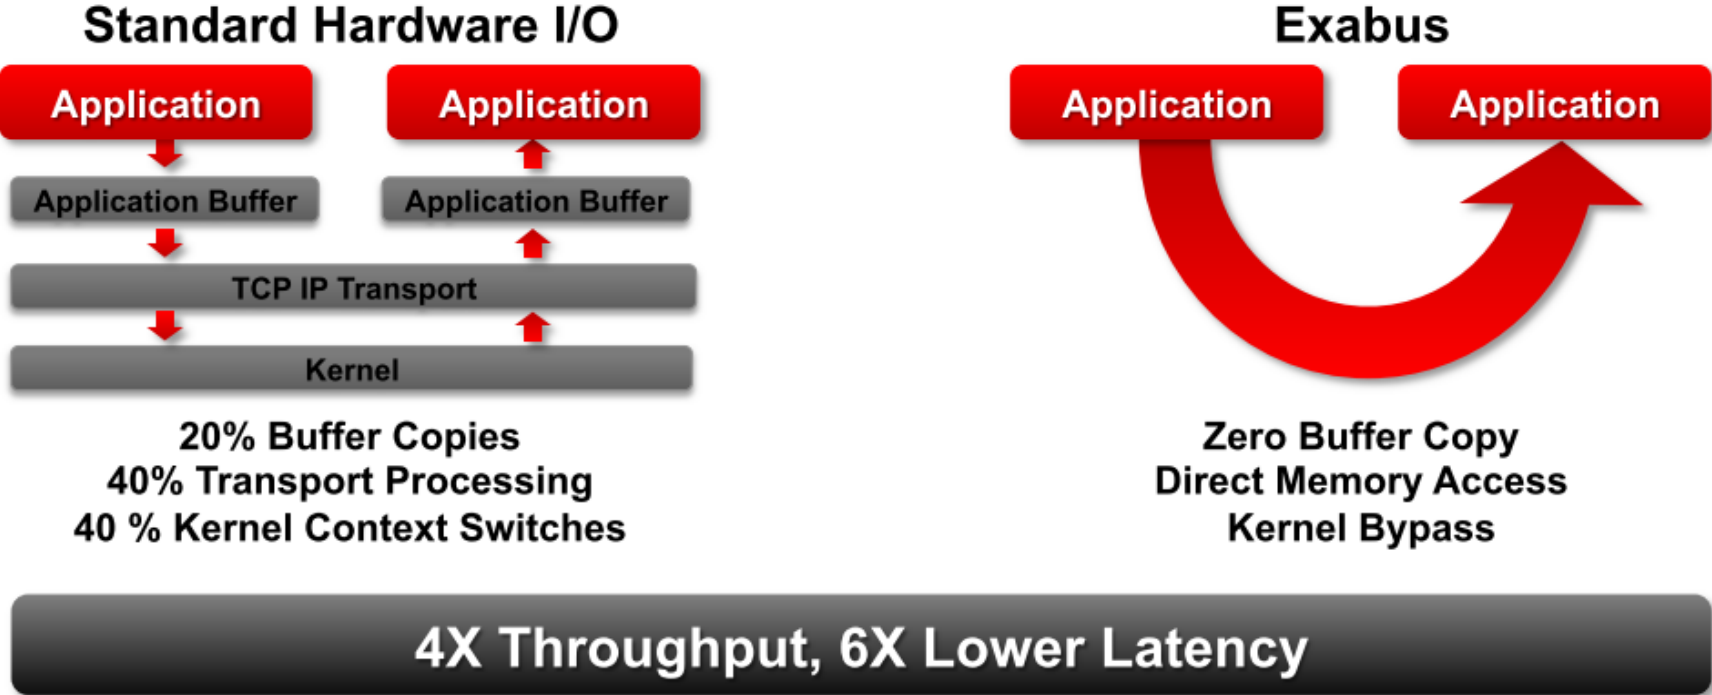 Standard Hardware I/O
Application
Application
Application Buffer
Application Buffer
TCP IP Transport
Kernel
20% Buffer Copies
40% Transport Processing
40 % Kernel Context Switches
Exabus
Application
Application
Zero Buffer Copy
Direct Memory Access
Kernel Bypass
4X Throughput, 6X Lower Latency